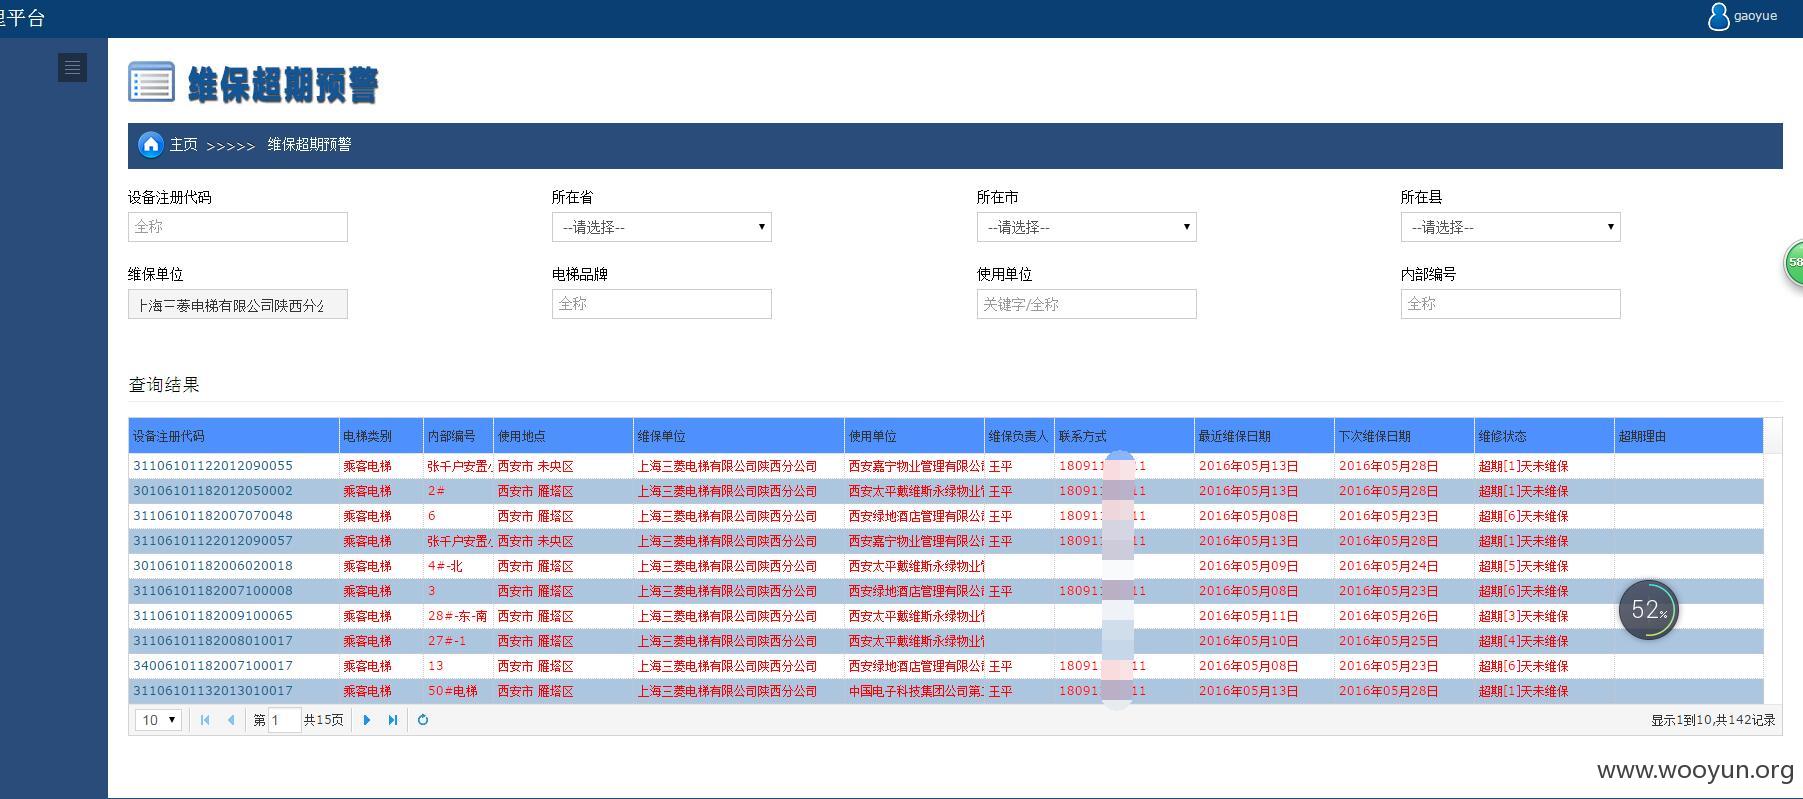 理平台
gaoyue
维保超期预警
主页 >>>>> 维保超期预警
设备注册代码 所在省 所在市 所在县
全称 --请选择-- --请选择-- --请选择--
维保单位 电梯品牌 使用单位 内部编号
上海三菱电梯有限公司陕西分公 全称 关键字/全称 全称
58
查询结果
设备注册代码 电梯类别 内部编号 使用地点 维保单位 使用单位 维保负责人 联系方式 最近维保日期 下次维保日期 维修状态 超期理由
31106101122012090055 乘客电梯 张千户安置 西安市 未央区 上海三菱电梯有限公司陕西分公司 西安嘉宁物业管理有限公 王平 18091 11 2016年05月13日 2016年05月28日 超期[1]天未维保
30106101182012050002 乘客电梯 2# 西安市 雁塔区 上海三菱电梯有限公司陕西分公司 西安太平戴维斯永绿物业 王平 18091 11 2016年05月13日 2016年05月28日 超期[1]天未维保
31106101182007070048 乘客电梯 6 西安市 雁塔区 上海三菱电梯有限公司陕西分公司 西安绿地酒店管理有限公 王平 18091 11 2016年05月08日 2016年05月23日 超期[6]天未维保
31106101122012090057 乘客电梯 张千户安置 西安市 未央区 上海三菱电梯有限公司陕西分公司 西安嘉宁物业管理有限公 王平 18091 11 2016年05月13日 2016年05月28日 超期[1]天未维保
30106101182006020018 乘客电梯 4#-北 西安市 雁塔区 上海三菱电梯有限公司陕西分公司 西安太平戴维斯永绿物业 2016年05月09日 2016年05月24日 超期[5]天未维保
31106101182007100008 乘客电梯 3 西安市 雁塔区 上海三菱电梯有限公司陕西分公司 西安绿地酒店管理有限公 王平 18091 11 2016年05月08日 2016年05月23日 超期[6]天未维保
31106101182009100065 乘客电梯 28#-东-南 西安市 雁塔区 上海三菱电梯有限公司陕西分公司 西安太平戴维斯永绿物业 2016年05月11日 2016年05月26日 超期[3]天未维保
31106101182008010017 乘客电梯 27#-1 西安市 雁塔区 上海三菱电梯有限公司陕西分公司 西安太平戴维斯永绿物业 2016年05月10日 2016年05月25日 超期[4]天未维保
34006101182007100017 乘客电梯 13 西安市 雁塔区 上海三菱电梯有限公司陕西分公司 西安绿地酒店管理有限公 王平 18091 11 2016年05月08日 2016年05月23日 超期[6]天未维保
31106101132013010017 乘客电梯 50#电梯 西安市 雁塔区 上海三菱电梯有限公司陕西分公司 中国电子科技集团公司第 王平 18091 11 2016年05月13日 2016年05月28日 超期[1]天未维保
52%
10 第 1 共15页 显示1到10,共142记录
www.wooyun.org